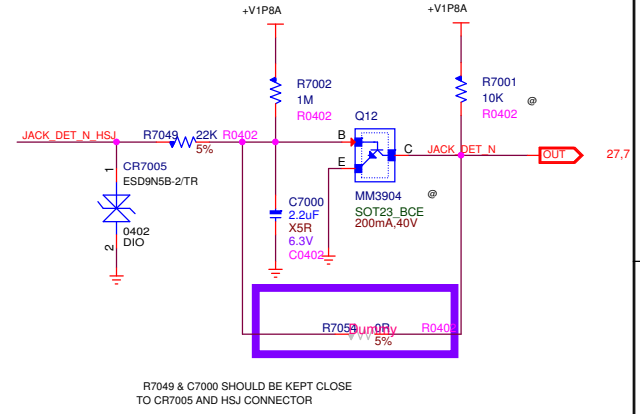 +V1P8A
+V1P8A
R7002
1M
R0402
R7001
10K
R0402
@
Q12
JACK_DET_N_HSJ
R7049
22K
R0402
5%
B
E
C
JACK_DET_N
OUT
27,7
1
CR7005
ESD9N5B-2/TR
0402
DIO
2
C7000
2.2uF
X5R
6.3V
C0402
MM3904
@
SOT23_BCE
200mA,40V
R7054
0R
Dummy
R0402
5%
R7049 & C7000 SHOULD BE KEPT CLOSE
TO CR7005 AND HSJ CONNECTOR